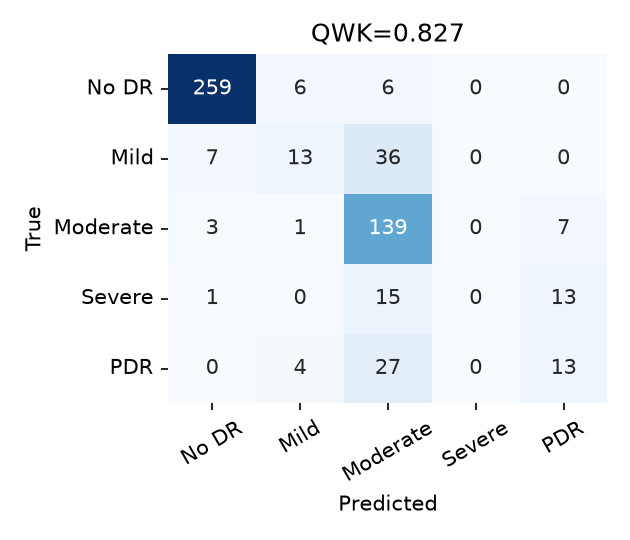 QWK=0.827
No DR 259 6 6 0 0
Mild 7 13 36 0 0
Moderate 3 1 139 0 7
Severe 1 0 15 0 13
PDR 0 4 27 0 13
True
No DR Mild Moderate Severe PDR
Predicted